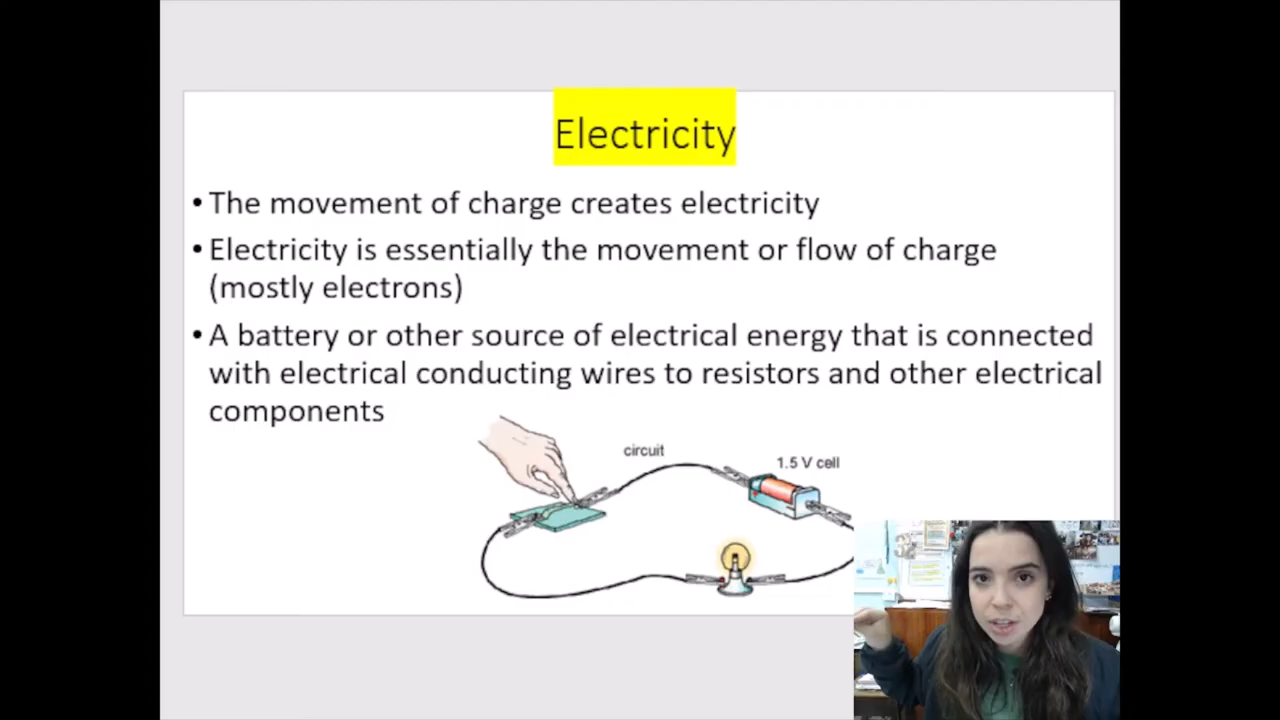 Electricity
• The movement of charge creates electricity
• Electricity is essentially the movement or flow of charge
(mostly electrons)
• A battery or other source of electrical energy that is connected
with electrical conducting wires to resistors and other electrical
components
circuit
1.5 V cell